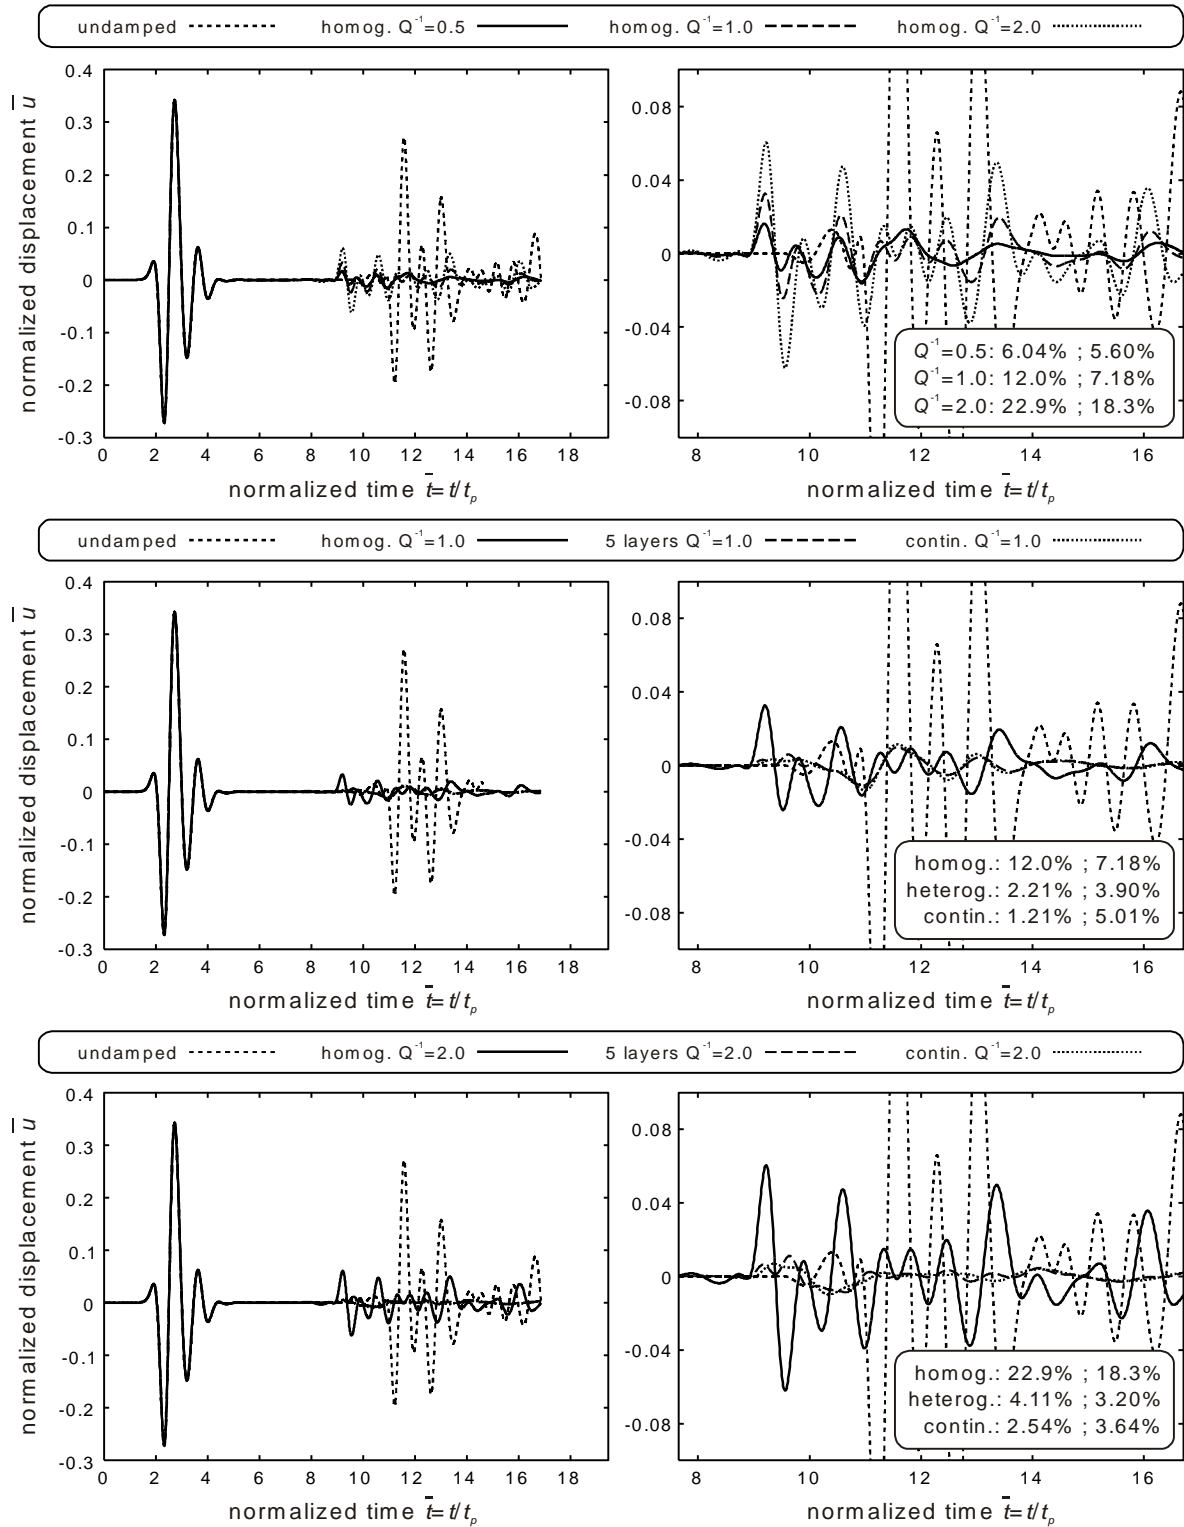 undamped homog. Q⁻¹=0.5 homog. Q⁻¹=1.0 homog. Q⁻¹=2.0
normalized displacement u̅
0.4
0.3
0.2
0.1
0
-0.1
-0.2
-0.3
0 2 4 6 8 10 12 14 16 18
normalized time t̅=t/tₚ
0.08
0.04
0
-0.04
-0.08
Q⁻¹=0.5: 6.04% ; 5.60%
Q⁻¹=1.0: 12.0% ; 7.18%
Q⁻¹=2.0: 22.9% ; 18.3%
8 10 12 14 16
normalized time t̅=t/tₚ
undamped homog. Q⁻¹=1.0 5 layers Q⁻¹=1.0 contin. Q⁻¹=1.0
normalized displacement u̅
0.4
0.3
0.2
0.1
0
-0.1
-0.2
-0.3
0 2 4 6 8 10 12 14 16 18
normalized time t̅=t/tₚ
0.08
0.04
0
-0.04
-0.08
homog.: 12.0% ; 7.18%
heterog.: 2.21% ; 3.90%
contin.: 1.21% ; 5.01%
8 10 12 14 16
normalized time t̅=t/tₚ
undamped homog. Q⁻¹=2.0 5 layers Q⁻¹=2.0 contin. Q⁻¹=2.0
normalized displacement u̅
0.4
0.3
0.2
0.1
0
-0.1
-0.2
-0.3
0 2 4 6 8 10 12 14 16 18
normalized time t̅=t/tₚ
0.08
0.04
0
-0.04
-0.08
homog.: 22.9% ; 18.3%
heterog.: 4.11% ; 3.20%
contin.: 2.54% ; 3.64%
8 10 12 14 16
normalized time t̅=t/tₚ